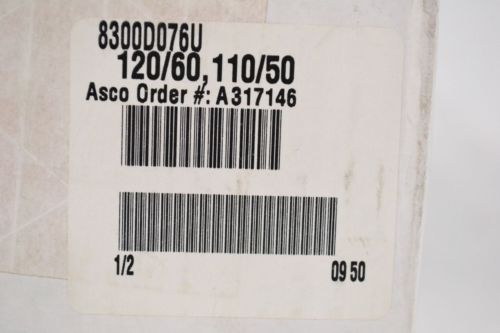 8300D076U
120/60,110/50
Asco Order #: A317146
1/2 09 50